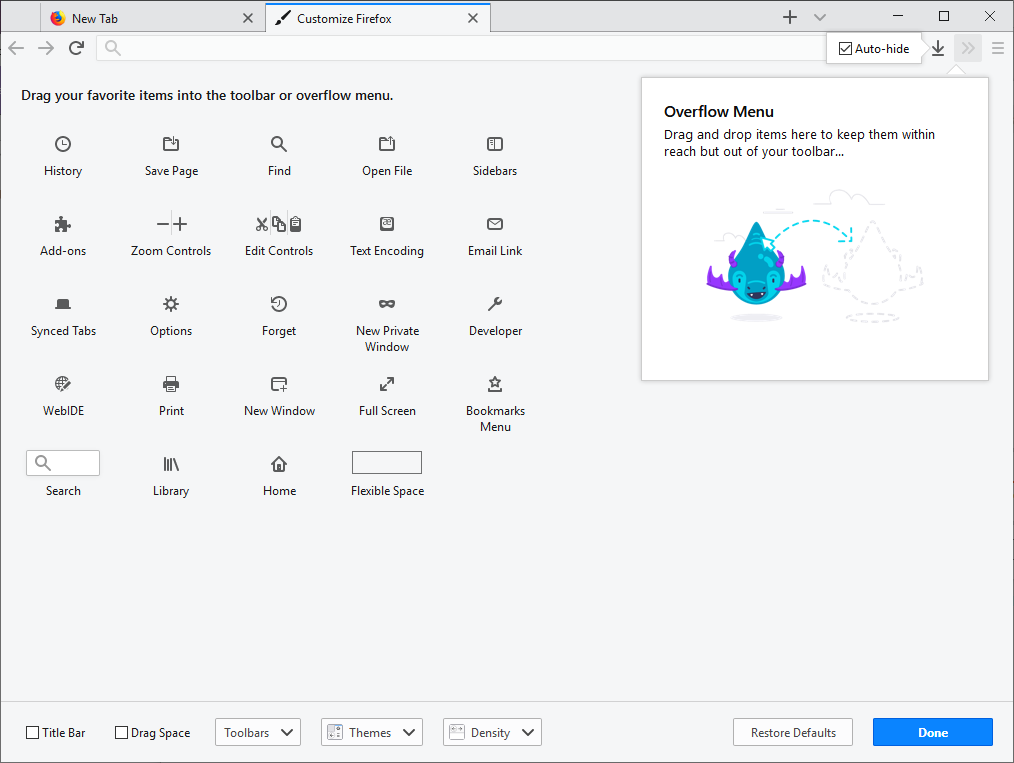 New Tab
Customize Firefox
Auto-hide
Drag your favorite items into the toolbar or overflow menu.
Overflow Menu
Drag and drop items here to keep them within
reach but out of your toolbar...
History
Save Page
Find
Open File
Sidebars
Add-ons
Zoom Controls
Edit Controls
Text Encoding
Email Link
Synced Tabs
Options
Forget
New Private
Window
Developer
WebIDE
Print
New Window
Full Screen
Bookmarks
Menu
Search
Library
Home
Flexible Space
Title Bar
Drag Space
Toolbars
Themes
Density
Restore Defaults
Done